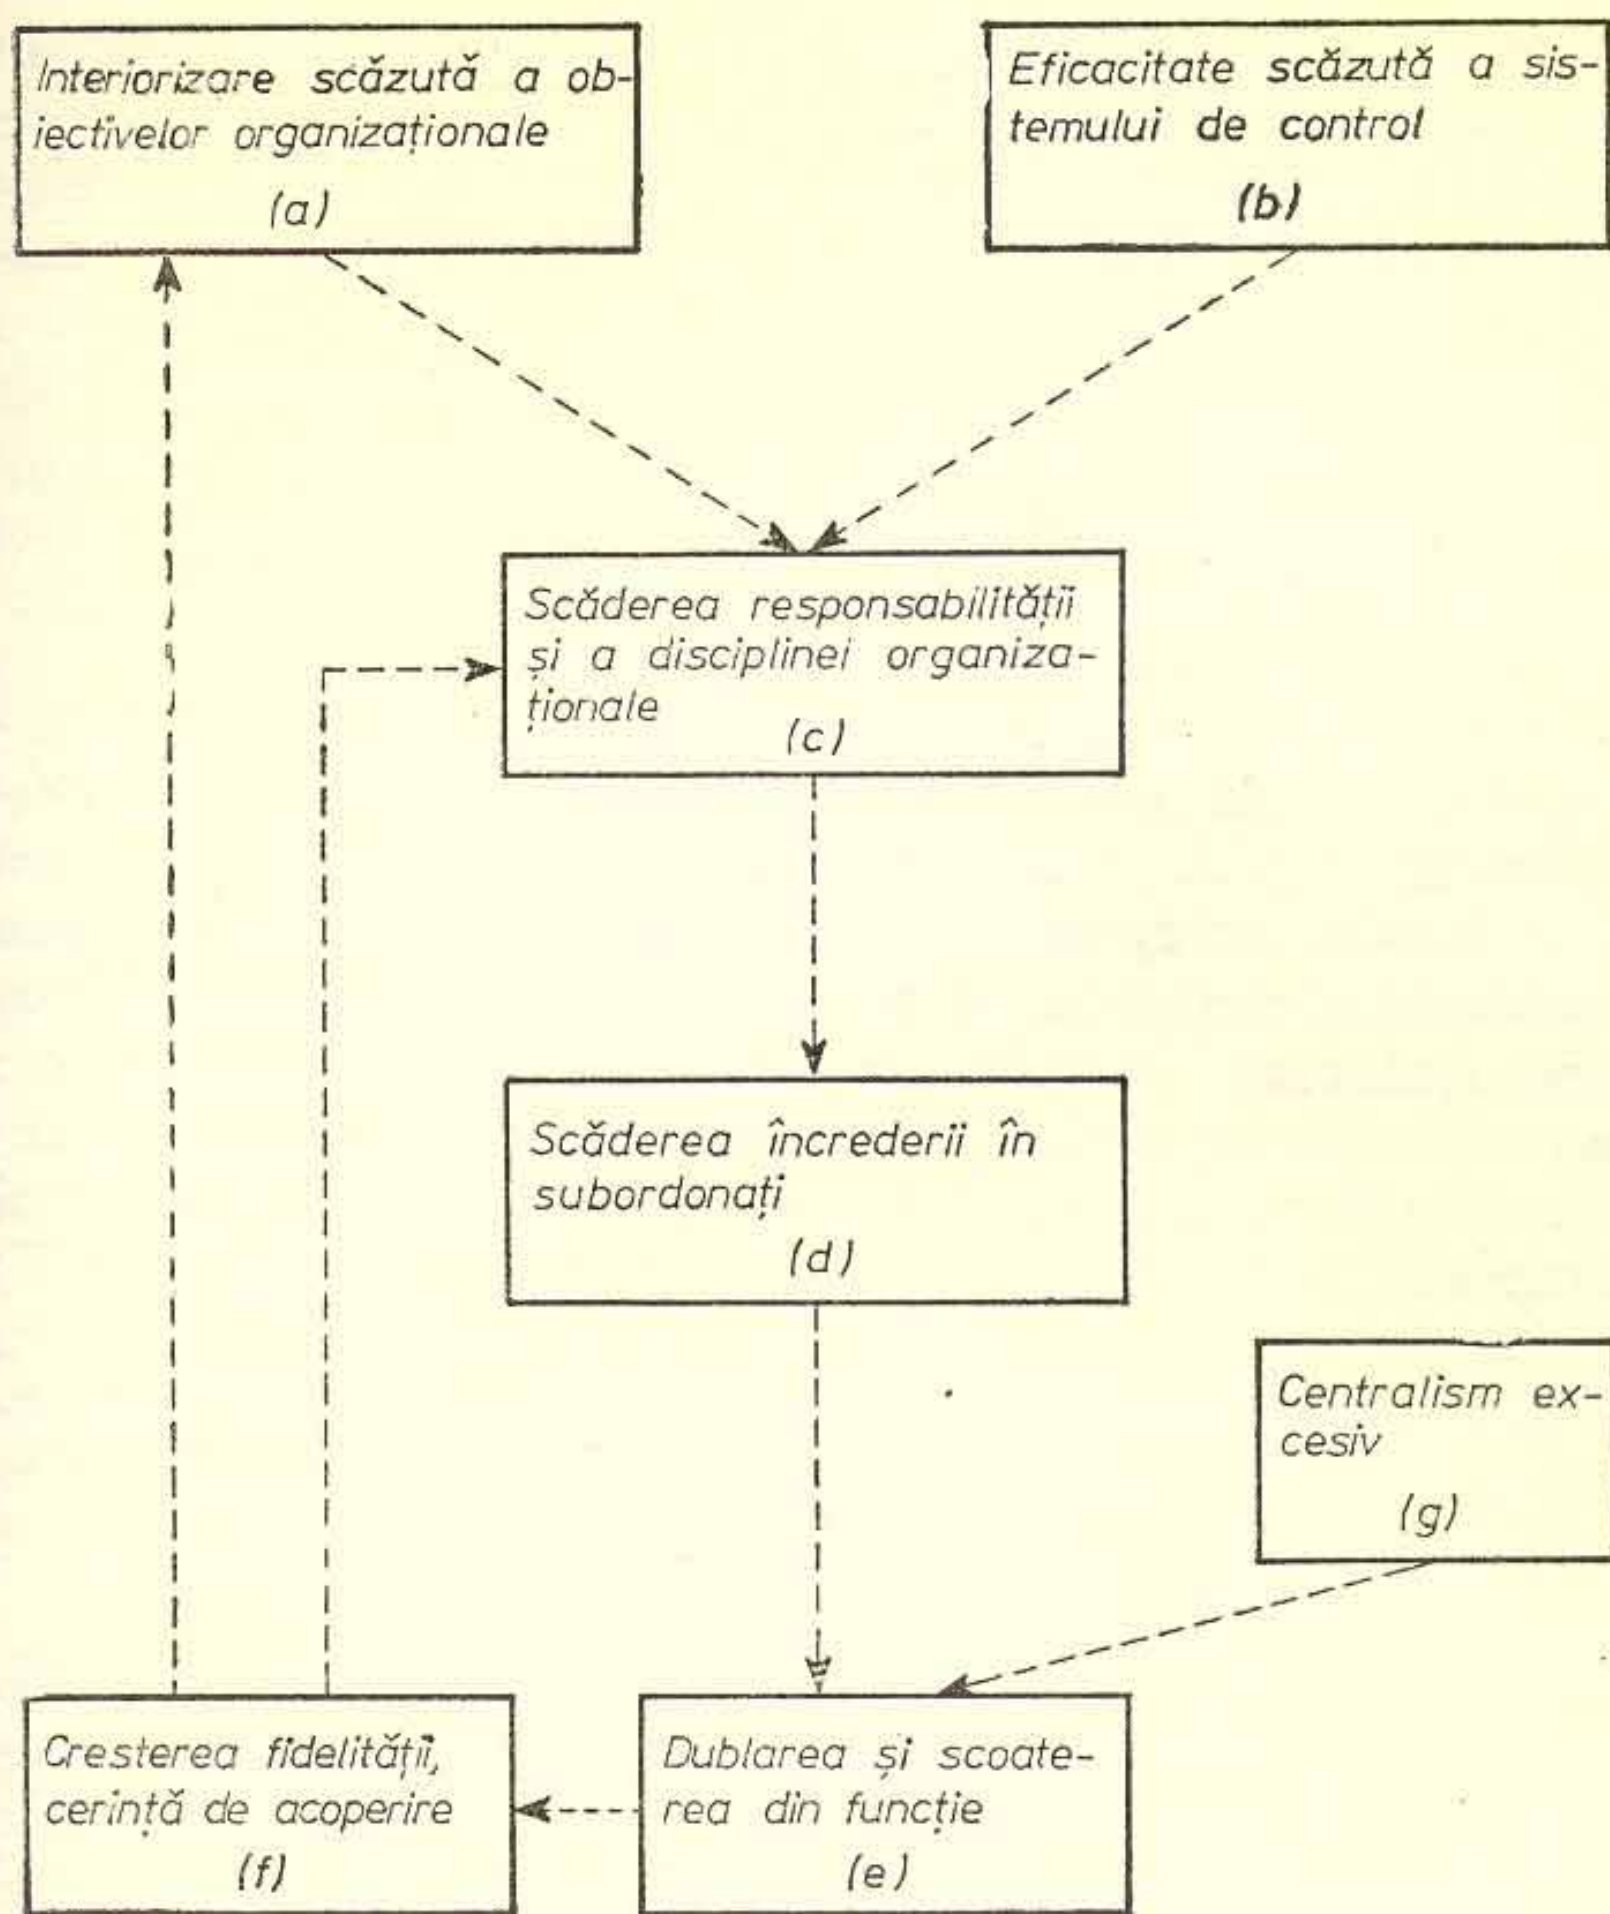 Interiorizare scăzută a ob-
iectivelor organizaționale
(a)
Eficacitate scăzută a sis-
temului de control
(b)
Scăderea responsabilității
și a disciplinei organiza-
ționale
(c)
Scăderea încrederii în
subordonați
(d)
Centralism ex-
cesiv
(g)
Cresterea fidelității,
cerință de acoperire
(f)
Dublarea și scoate-
rea din funcție
(e)